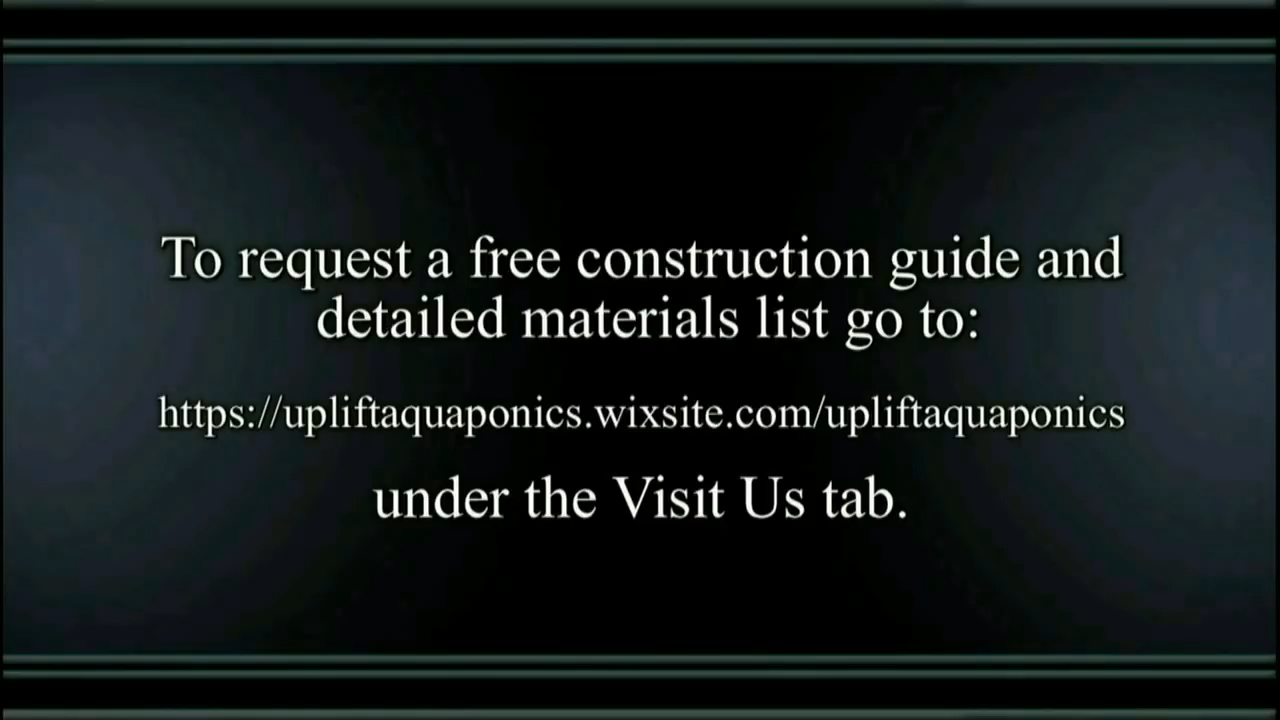 To request a free construction guide and
detailed materials list go to:
https://upliftaquaponics.wixsite.com/upliftaquaponics
under the Visit Us tab.